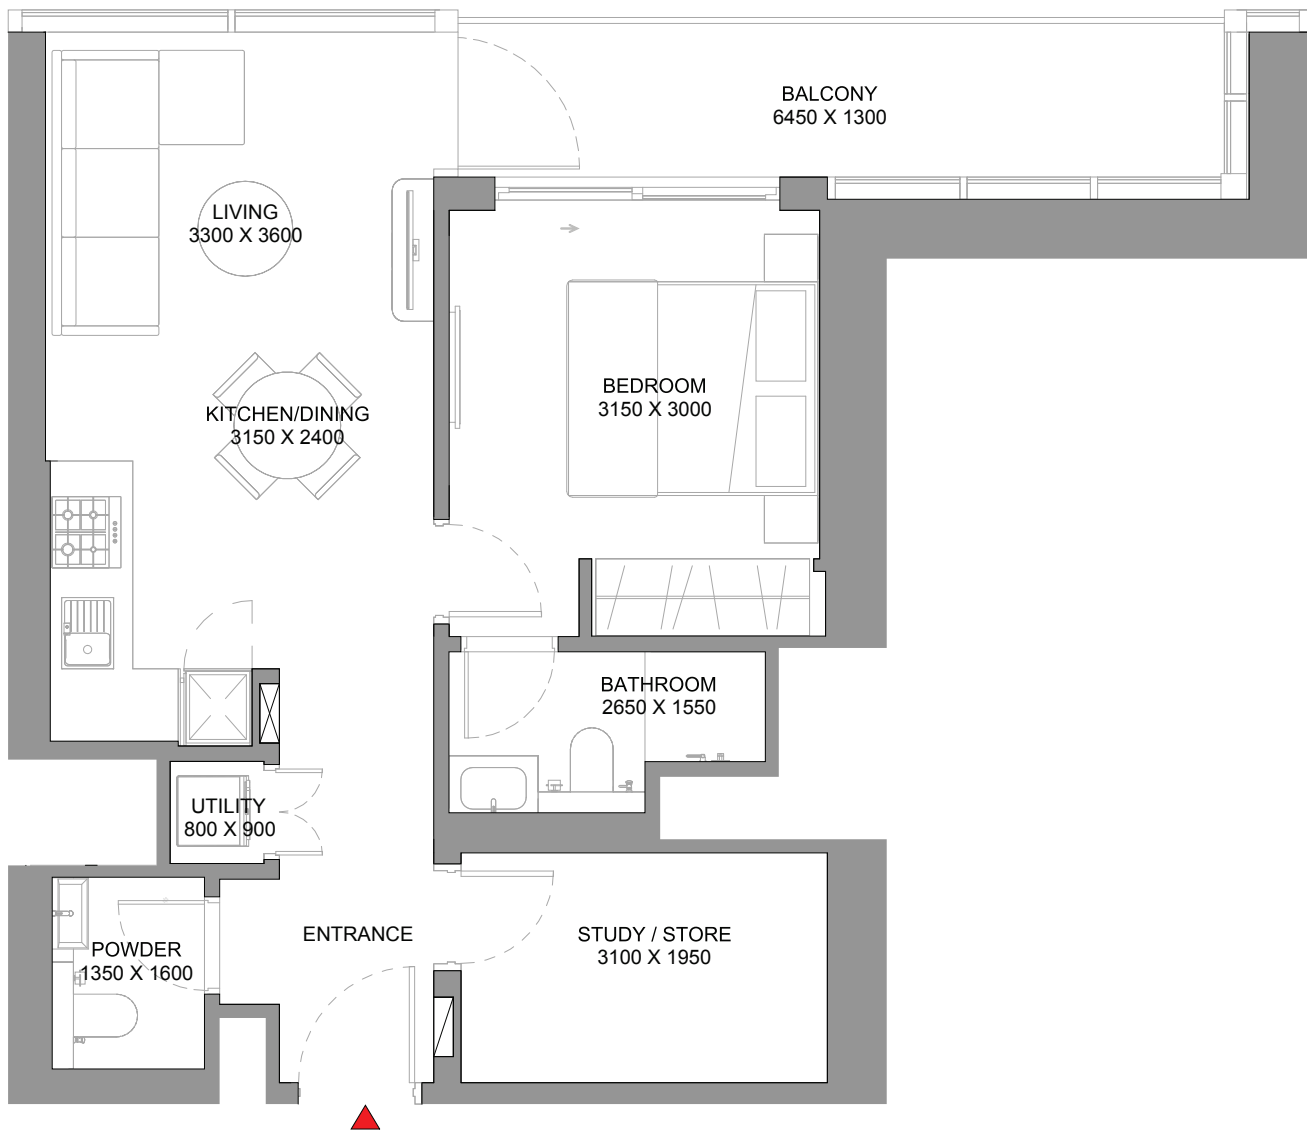 BALCONY
6450 X 1300
LIVING
3300 X 3600
BEDROOM
3150 X 3000
KITCHEN/DINING
3150 X 2400
BATHROOM
2650 X 1550
UTILITY
800 X 900
ENTRANCE
STUDY / STORE
3100 X 1950
POWDER
1350 X 1600